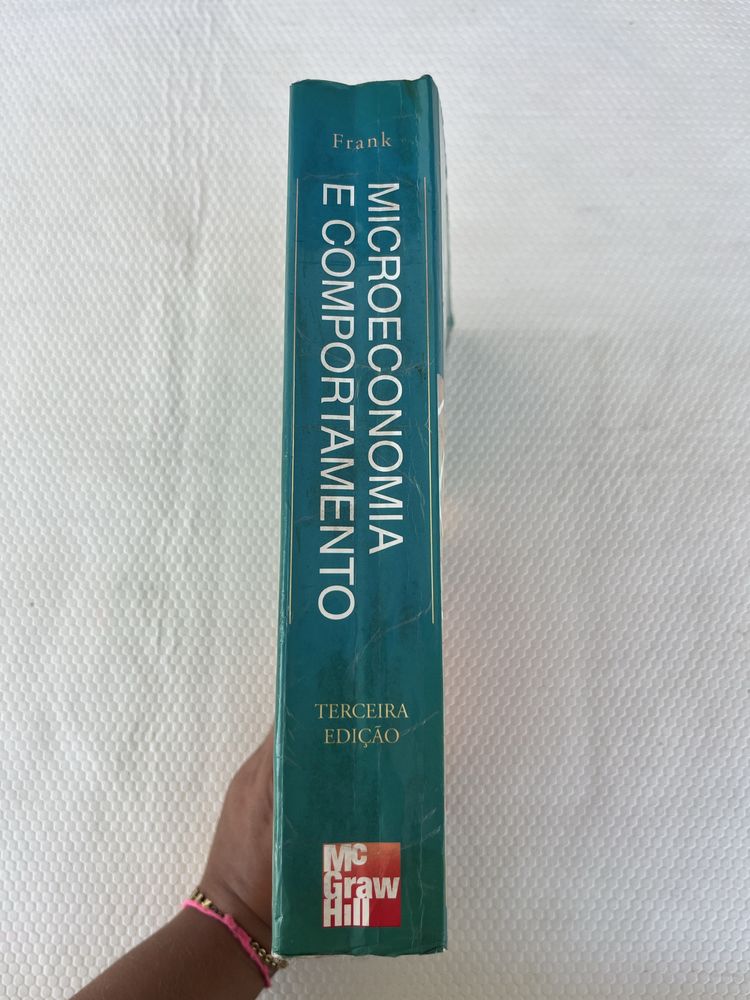 Frank
MICROECONOMIA
E COMPORTAMENTO
TERCEIRA
EDIÇÃO
Mc
Graw
Hill